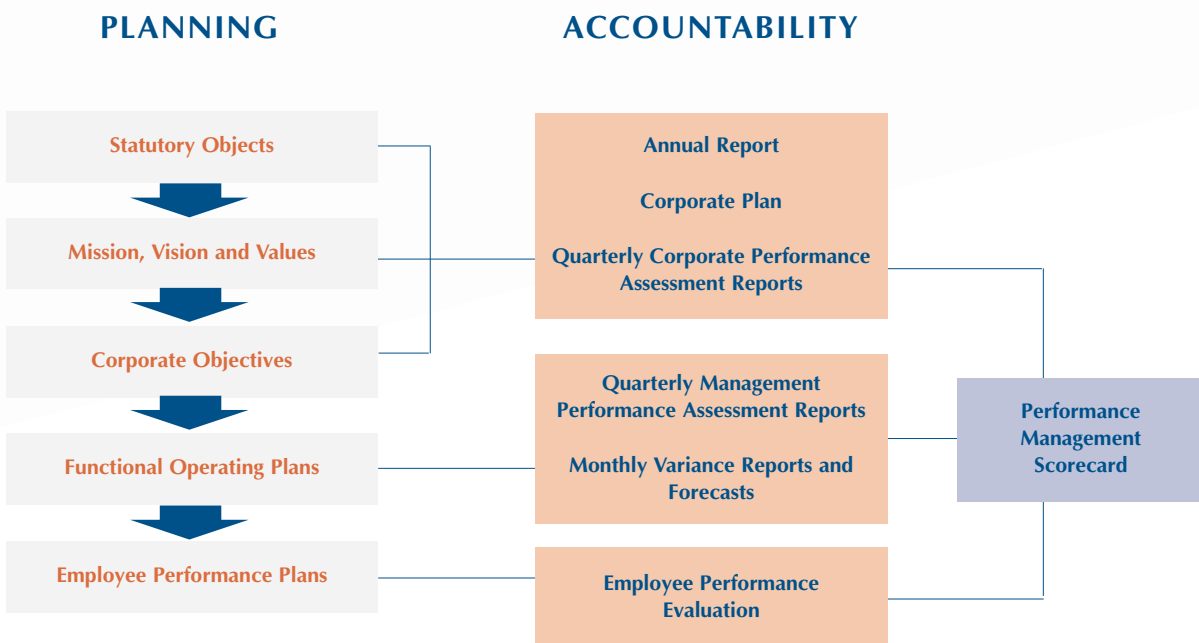 PLANNING
ACCOUNTABILITY
Statutory Objects
Mission, Vision and Values
Corporate Objectives
Functional Operating Plans
Employee Performance Plans
Annual Report
Corporate Plan
Quarterly Corporate Performance
Assessment Reports
Quarterly Management
Performance Assessment Reports
Monthly Variance Reports and
Forecasts
Employee Performance
Evaluation
Performance
Management
Scorecard